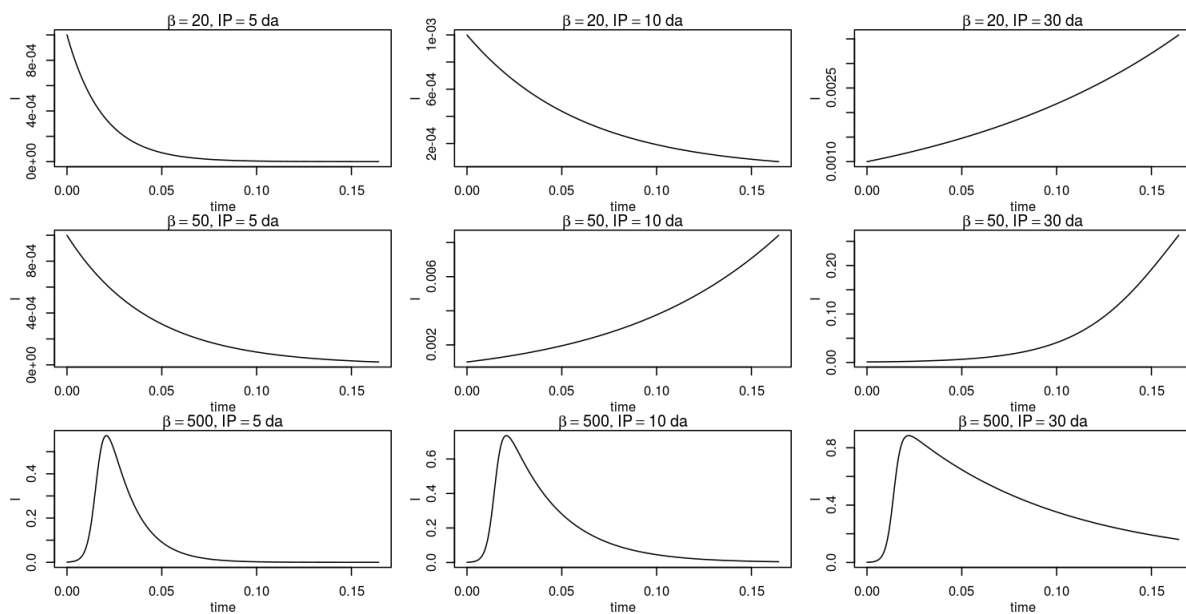 β = 20, IP = 5 da
I
0e+00 4e-04 8e-04
0.00 0.05 0.10 0.15
time
β = 20, IP = 10 da
I
2e-04 6e-04 1e-03
0.00 0.05 0.10 0.15
time
β = 20, IP = 30 da
I
0.0010 0.0025
0.00 0.05 0.10 0.15
time
β = 50, IP = 5 da
I
0e+00 4e-04 8e-04
0.00 0.05 0.10 0.15
time
β = 50, IP = 10 da
I
0.002 0.006
0.00 0.05 0.10 0.15
time
β = 50, IP = 30 da
I
0.00 0.10 0.20
0.00 0.05 0.10 0.15
time
β = 500, IP = 5 da
I
0.0 0.2 0.4
0.00 0.05 0.10 0.15
time
β = 500, IP = 10 da
I
0.0 0.2 0.4 0.6
0.00 0.05 0.10 0.15
time
β = 500, IP = 30 da
I
0.0 0.4 0.8
0.00 0.05 0.10 0.15
time